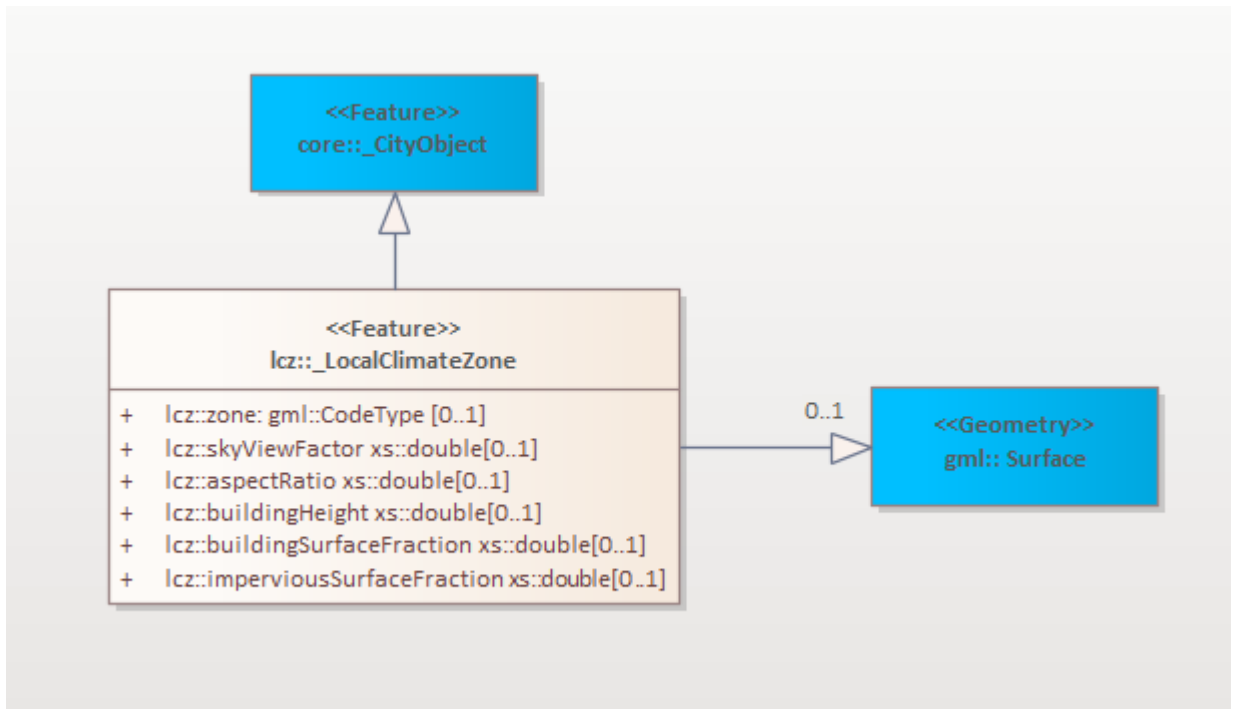 <<Feature>>
core::_CityObject
<<Feature>>
lcz::_LocalClimateZone
+ lcz::zone: gml::CodeType [0..1]
+ lcz::skyViewFactor xs::double[0..1]
+ lcz::aspectRatio xs::double[0..1]
+ lcz::buildingHeight xs::double[0..1]
+ lcz::buildingSurfaceFraction xs::double[0..1]
+ lcz::imperviousSurfaceFraction xs::double[0..1]
0..1
<<Geometry>>
gml:: Surface